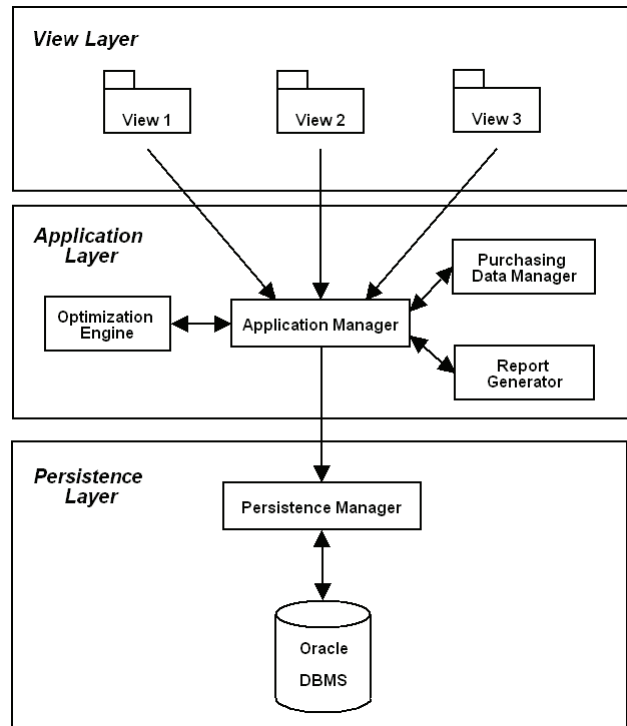 View Layer
View 1
View 2
View 3
Application
Layer
Purchasing
Data Manager
Optimization
Engine
Application Manager
Report
Generator
Persistence
Layer
Persistence Manager
Oracle
DBMS